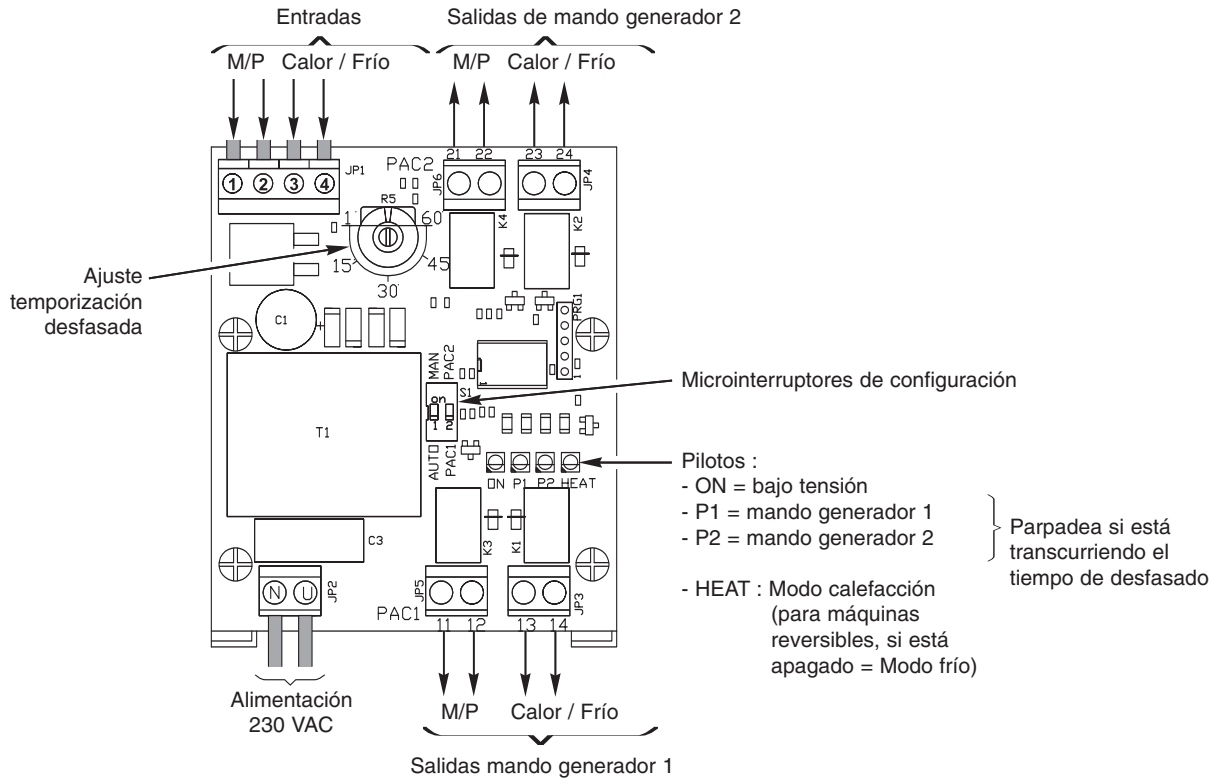 Entradas
Salidas de mando generador 2
M/P
Calor / Frío
M/P
Calor / Frío
21
22
23
24
1
2
3
4
JP1
PAC2
JP6
JP4
R5
K4
K2
1'
60'
15
45
30'
Ajuste
temporización
desfasada
C1
+
PRG1
1
MAN
PAC2
ON
S1
1
2
Microinterruptores de configuración
T1
AUTO
PAC1
ON
P1
P2
HEAT
Pilotos :
- ON = bajo tensión
- P1 = mando generador 1
- P2 = mando generador 2
Parpadea si está
transcurriendo el
tiempo de desfasado
- HEAT : Modo calefacción
(para máquinas
reversibles, si está
apagado = Modo frío)
C3
K3
K1
N
U
JP2
JP5
JP3
PAC1
11
12
13
14
Alimentación
230 VAC
M/P
Calor / Frío
Salidas mando generador 1